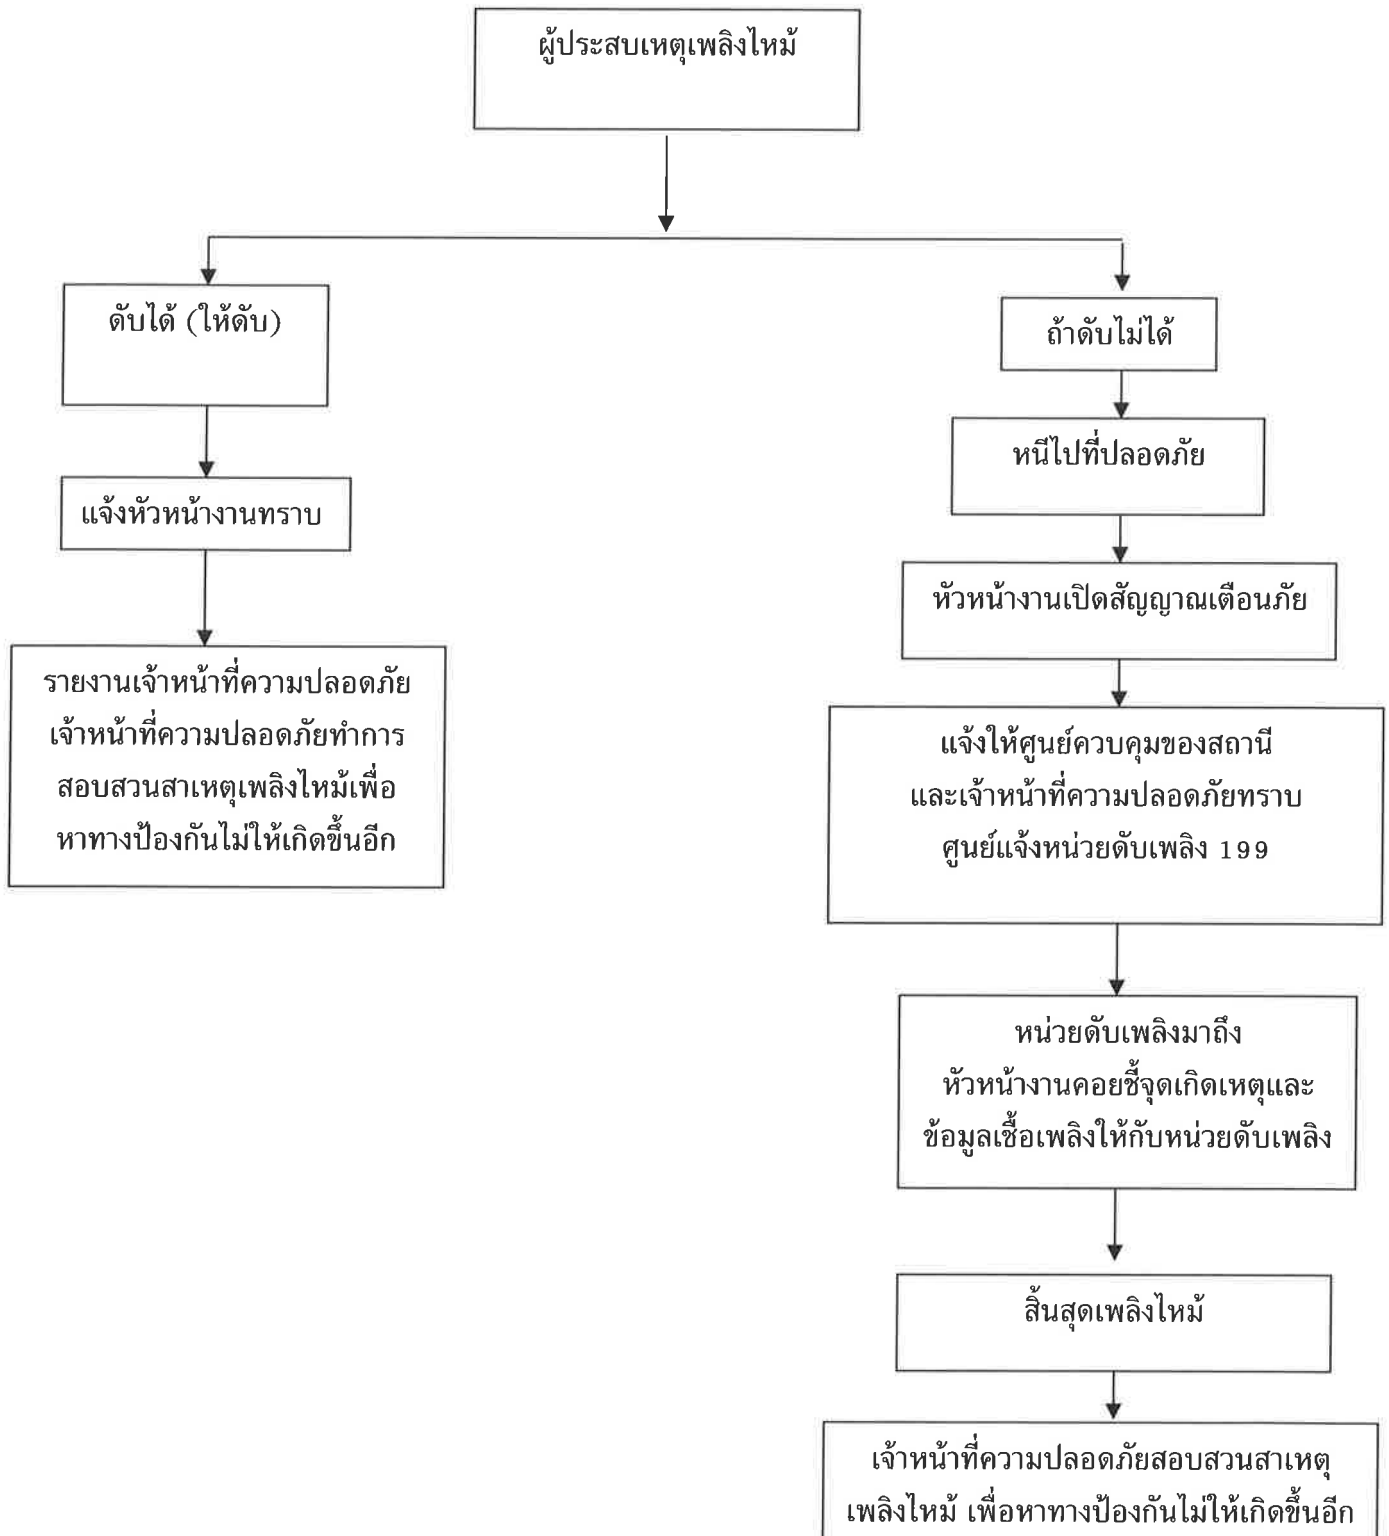 ผู้ประสบเหตุเพลิงไหม้
ดับได้ (ให้ดับ)
แจ้งหัวหน้างานทราบ
รายงานเจ้าหน้าที่ความปลอดภัย
เจ้าหน้าที่ความปลอดภัยทำการ
สอบสวนสาเหตุเพลิงไหม้เพื่อ
หาทางป้องกันไม่ให้เกิดขึ้นอีก
ถ้าดับไม่ได้
หนีไปที่ปลอดภัย
หัวหน้างานเปิดสัญญาณเตือนภัย
แจ้งให้ศูนย์ควบคุมของสถานี
และเจ้าหน้าที่ความปลอดภัยทราบ
ศูนย์แจ้งหน่วยดับเพลิง 199
หน่วยดับเพลิงมาถึง
หัวหน้างานคอยชี้จุดเกิดเหตุและ
ข้อมูลเชื้อเพลิงให้กับหน่วยดับเพลิง
สิ้นสุดเพลิงไหม้
เจ้าหน้าที่ความปลอดภัยสอบสวนสาเหตุ
เพลิงไหม้ เพื่อหาทางป้องกันไม่ให้เกิดขึ้นอีก